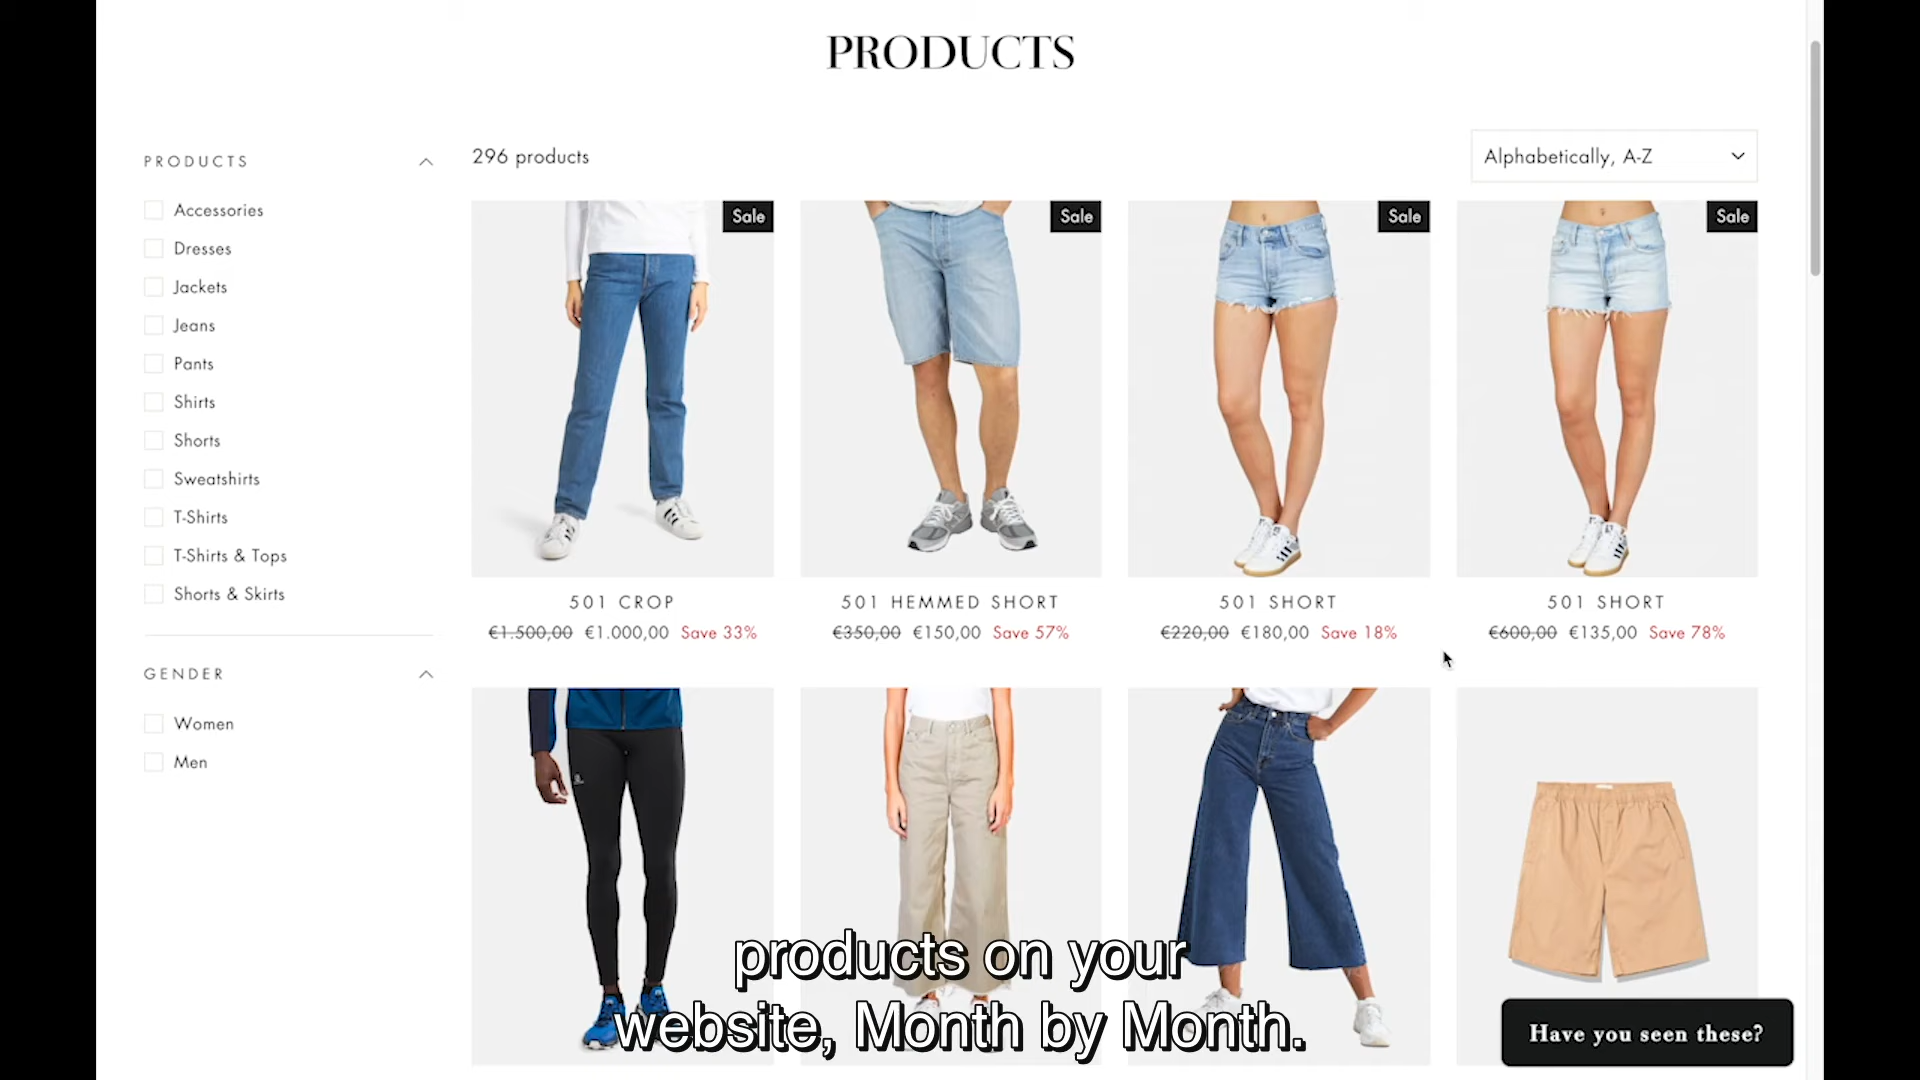 PRODUCTS
PRODUCTS
296 products
Alphabetically, A-Z
Accessories
Dresses
Jackets
Jeans
Pants
Shirts
Shorts
Sweatshirts
T-Shirts
T-Shirts & Tops
Shorts & Skirts
GENDER
Women
Men
Sale
Sale
Sale
Sale
501 CROP
€1.500,00 €1.000,00 Save 33%
501 HEMMED SHORT
€350,00 €150,00 Save 57%
501 SHORT
€220,00 €180,00 Save 18%
501 SHORT
€600,00 €135,00 Save 78%
products on your
website, Month by Month.
Have you seen these?